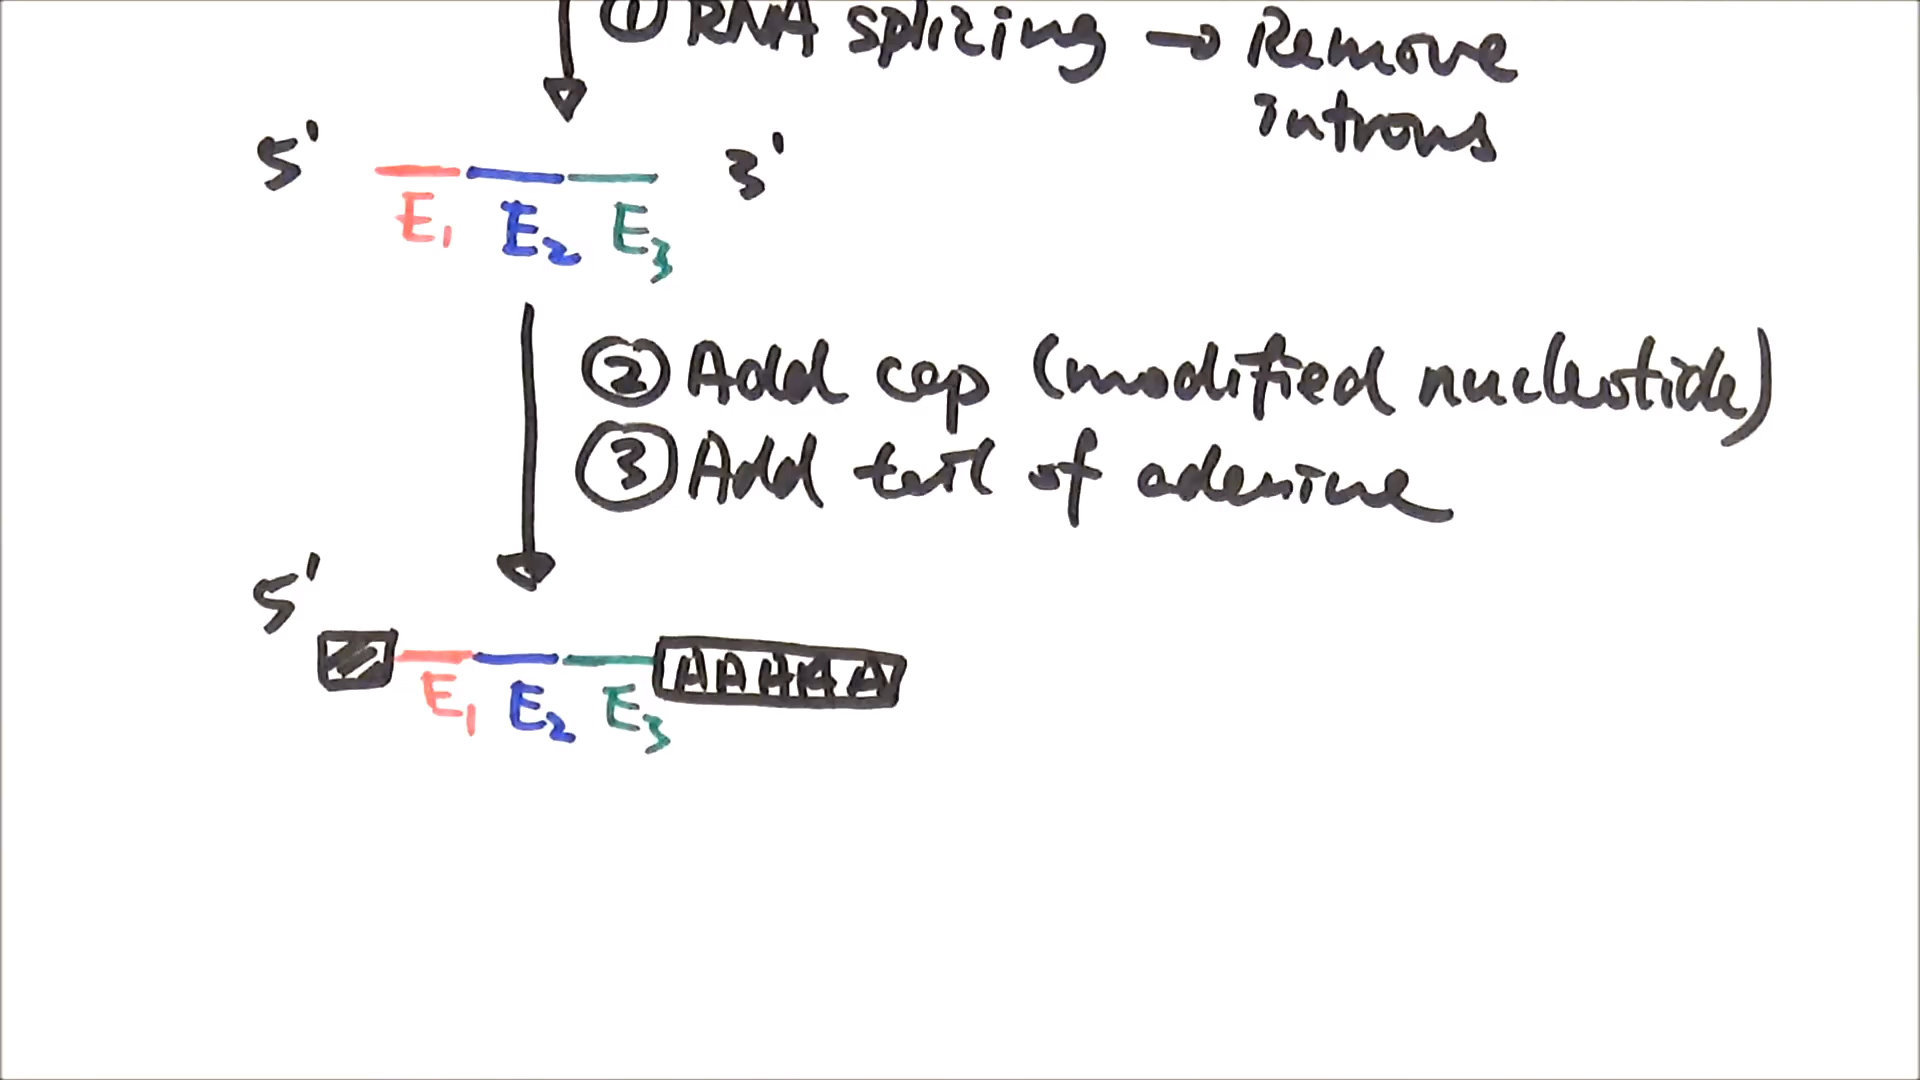 ① RNA splicing → Remove
introns
5' 3'
E1 E2 E3
② Add cap (modified nucleotide)
③ Add tail of adenine
5'
AAAAA
E1 E2 E3